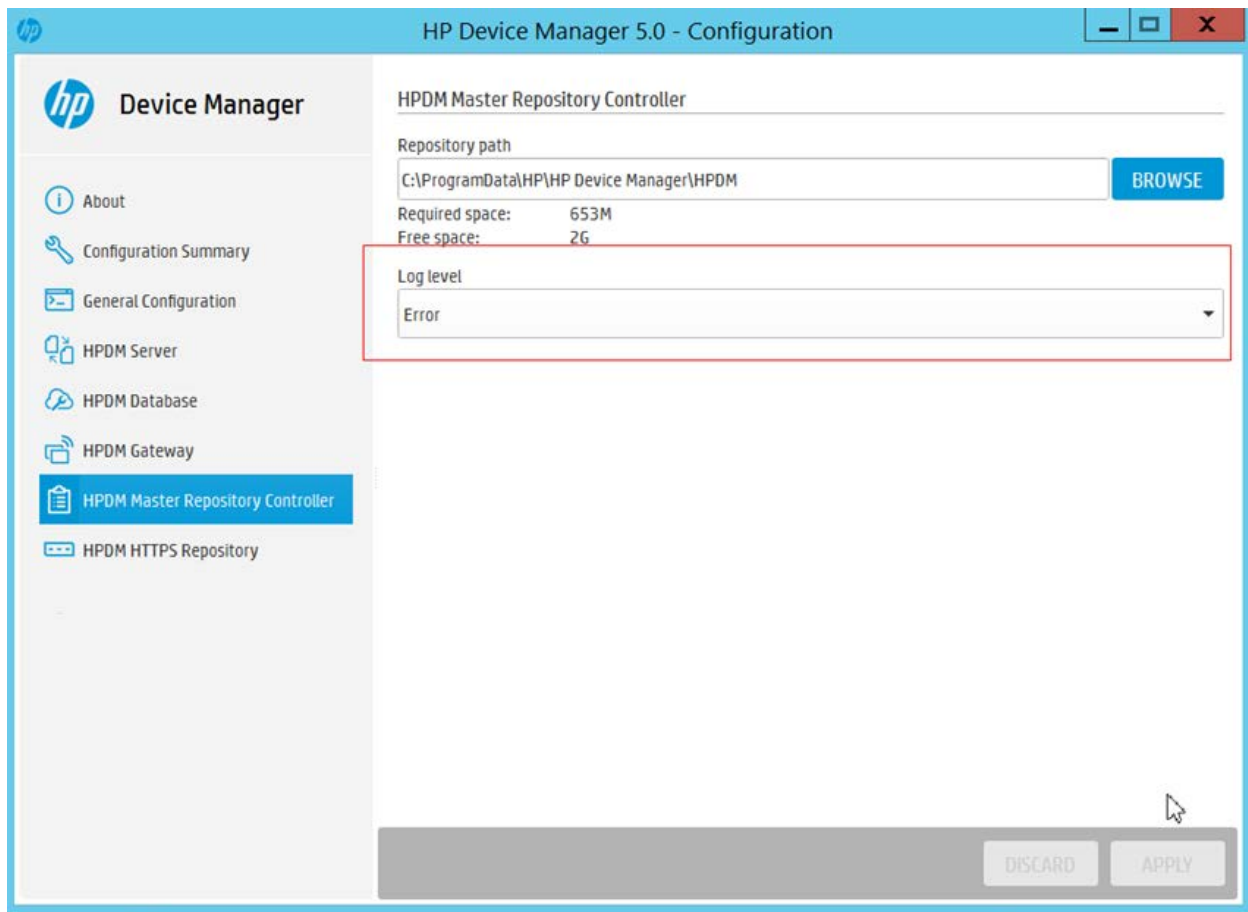 HP Device Manager 5.0 - Configuration
hp Device Manager
About
Configuration Summary
General Configuration
HPDM Server
HPDM Database
HPDM Gateway
HPDM Master Repository Controller
HPDM HTTPS Repository
HPDM Master Repository Controller
Repository path
C:\ProgramData\HP\HP Device Manager\HPDM BROWSE
Required space: 653M
Free space: 2G
Log level
Error
DISCARD APPLY